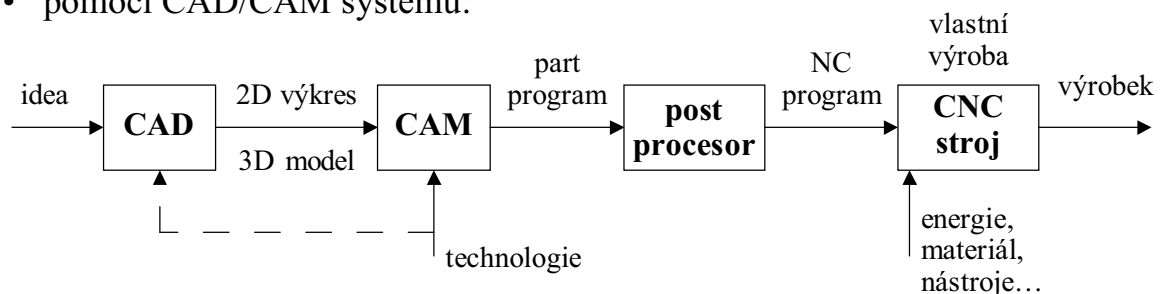 • pomocí CAD/CAM systémů:
idea
CAD
2D výkres
3D model
CAM
part
program
post
procesor
NC
program
vlastní
výroba
CNC
stroj
výrobek
technologie
energie,
materiál,
nástroje…